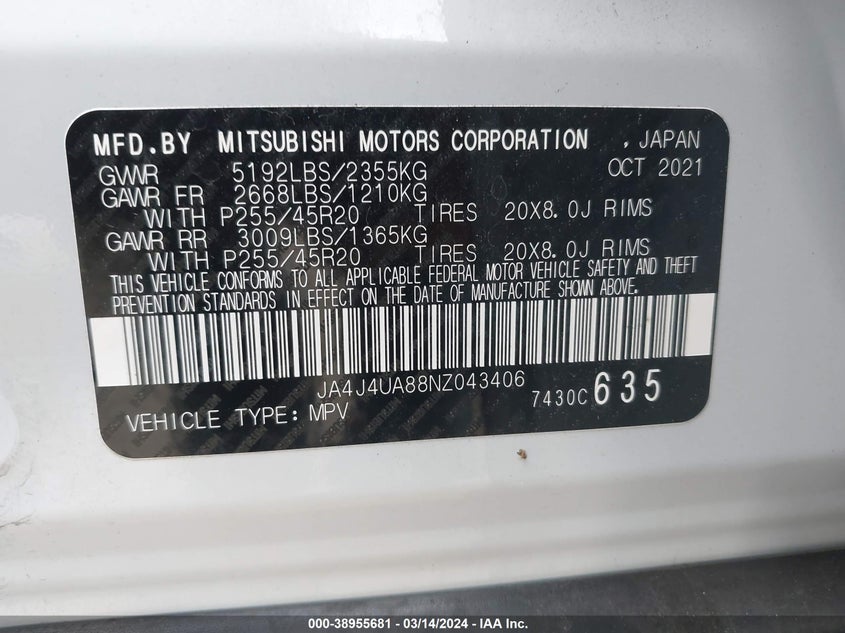 MFD.BY MITSUBISHI MOTORS CORPORATION , JAPAN
GVWR 5192LBS/2355KG OCT 2021
GAWR FR 2668LBS/1210KG
WITH P255/45R20 TIRES 20X8.0J RIMS
GAWR RR 3009LBS/1365KG
WITH P255/45R20 TIRES 20X8.0J RIMS
THIS VEHICLE CONFORMS TO ALL APPLICABLE FEDERAL MOTOR VEHICLE SAFETY AND THEFT
PREVENTION STANDARDS IN EFFECT ON THE DATE OF MANUFACTURE SHOWN ABOVE.
JA4J4UA88NZ043406 7430C 635
VEHICLE TYPE: MPV
000-38955681 - 03/14/2024 - IAA Inc.